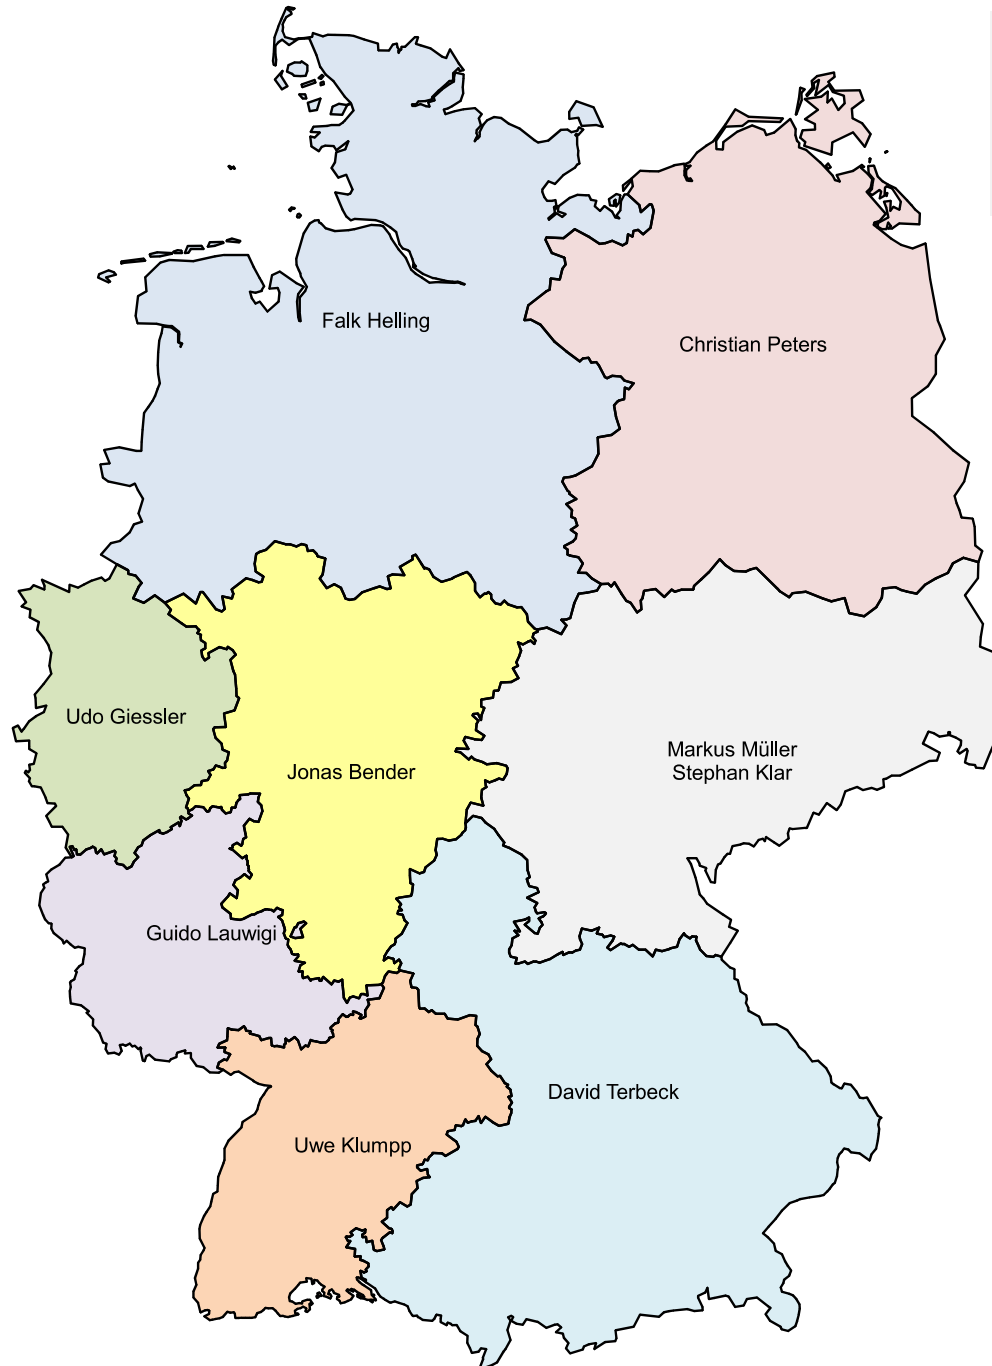 Falk Helling
Christian Peters
Udo Giessler
Markus Müller
Stephan Klar
Jonas Bender
Guido Lauwigi
David Terbeck
Uwe Klumpp